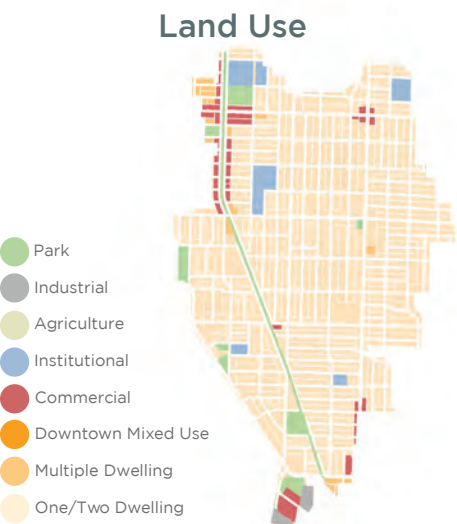 Land Use
Park
Industrial
Agriculture
Institutional
Commercial
Downtown Mixed Use
Multiple Dwelling
One/Two Dwelling